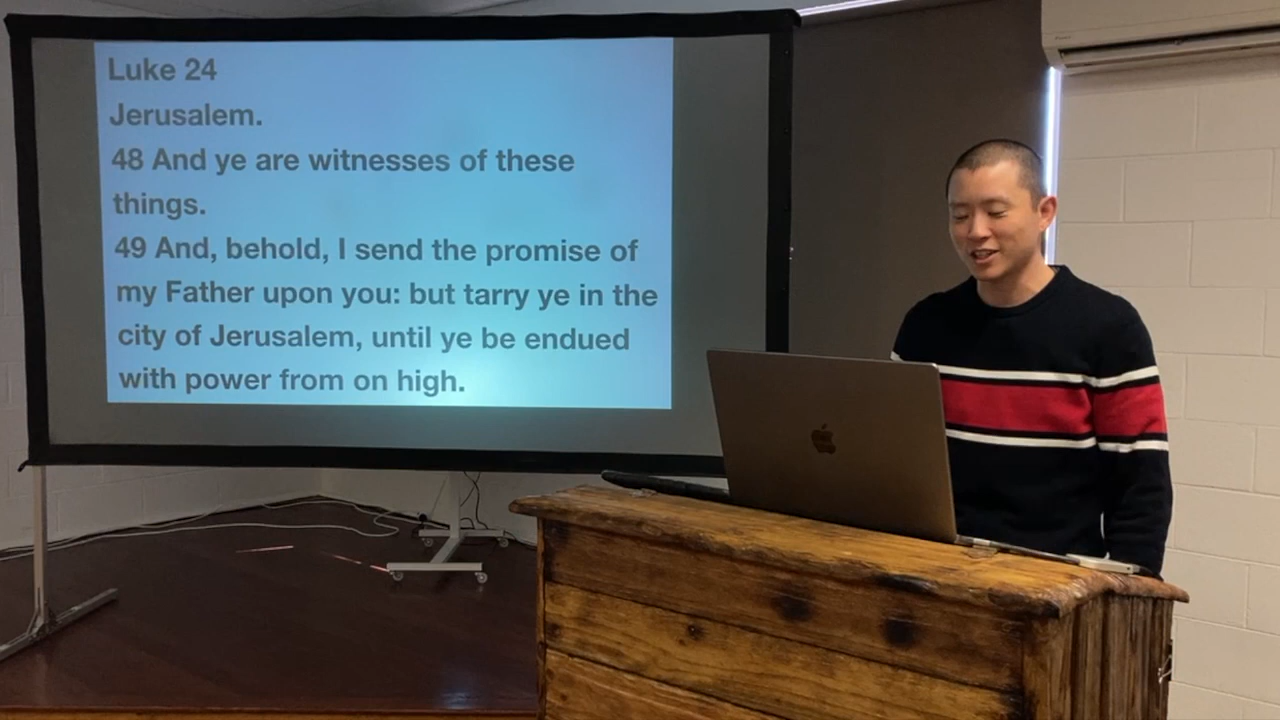 Luke 24
Jerusalem.
48 And ye are witnesses of these
things.
49 And, behold, I send the promise of
my Father upon you: but tarry ye in the
city of Jerusalem, until ye be endued
with power from on high.